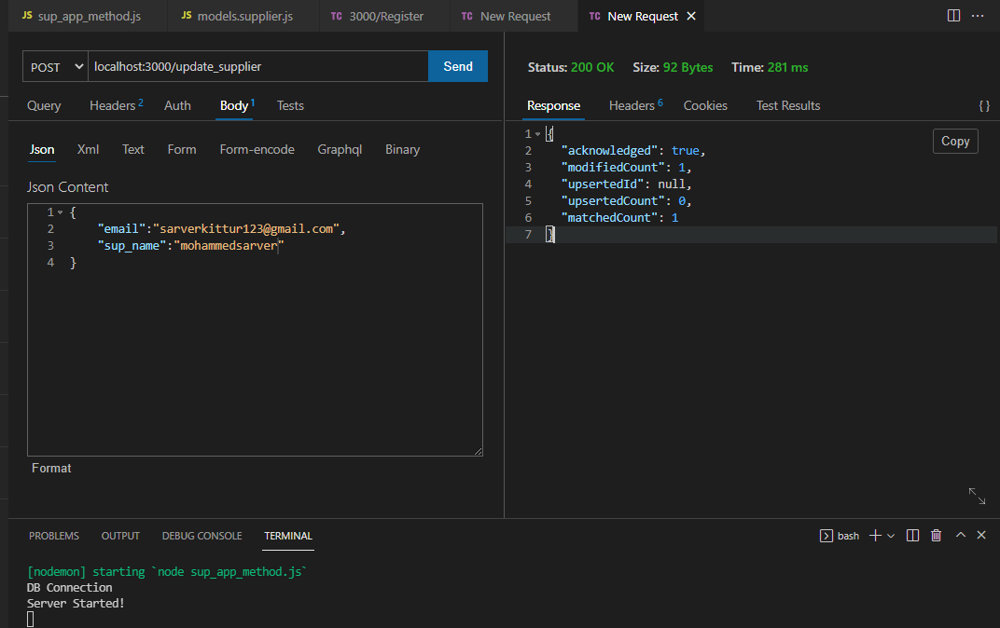 JS sup_app_method.js JS models.supplier.js TC 3000/Register TC New Request TC New Request
POST localhost:3000/update_supplier Send
Query Headers 2 Auth Body 1 Tests
Json Xml Text Form Form-encode Graphql Binary
Json Content
1 {
2 "email":"sarverkittur123@gmail.com",
3 "sup_name":"mohammedsarver"
4 }
Format
Status: 200 OK Size: 92 Bytes Time: 281 ms
Response Headers 6 Cookies Test Results { }
Copy
1 {
2 "acknowledged": true,
3 "modifiedCount": 1,
4 "upsertedId": null,
5 "upsertedCount": 0,
6 "matchedCount": 1
7 }
PROBLEMS OUTPUT DEBUG CONSOLE TERMINAL bash
[nodemon] starting `node sup_app_method.js`
DB Connection
Server Started!